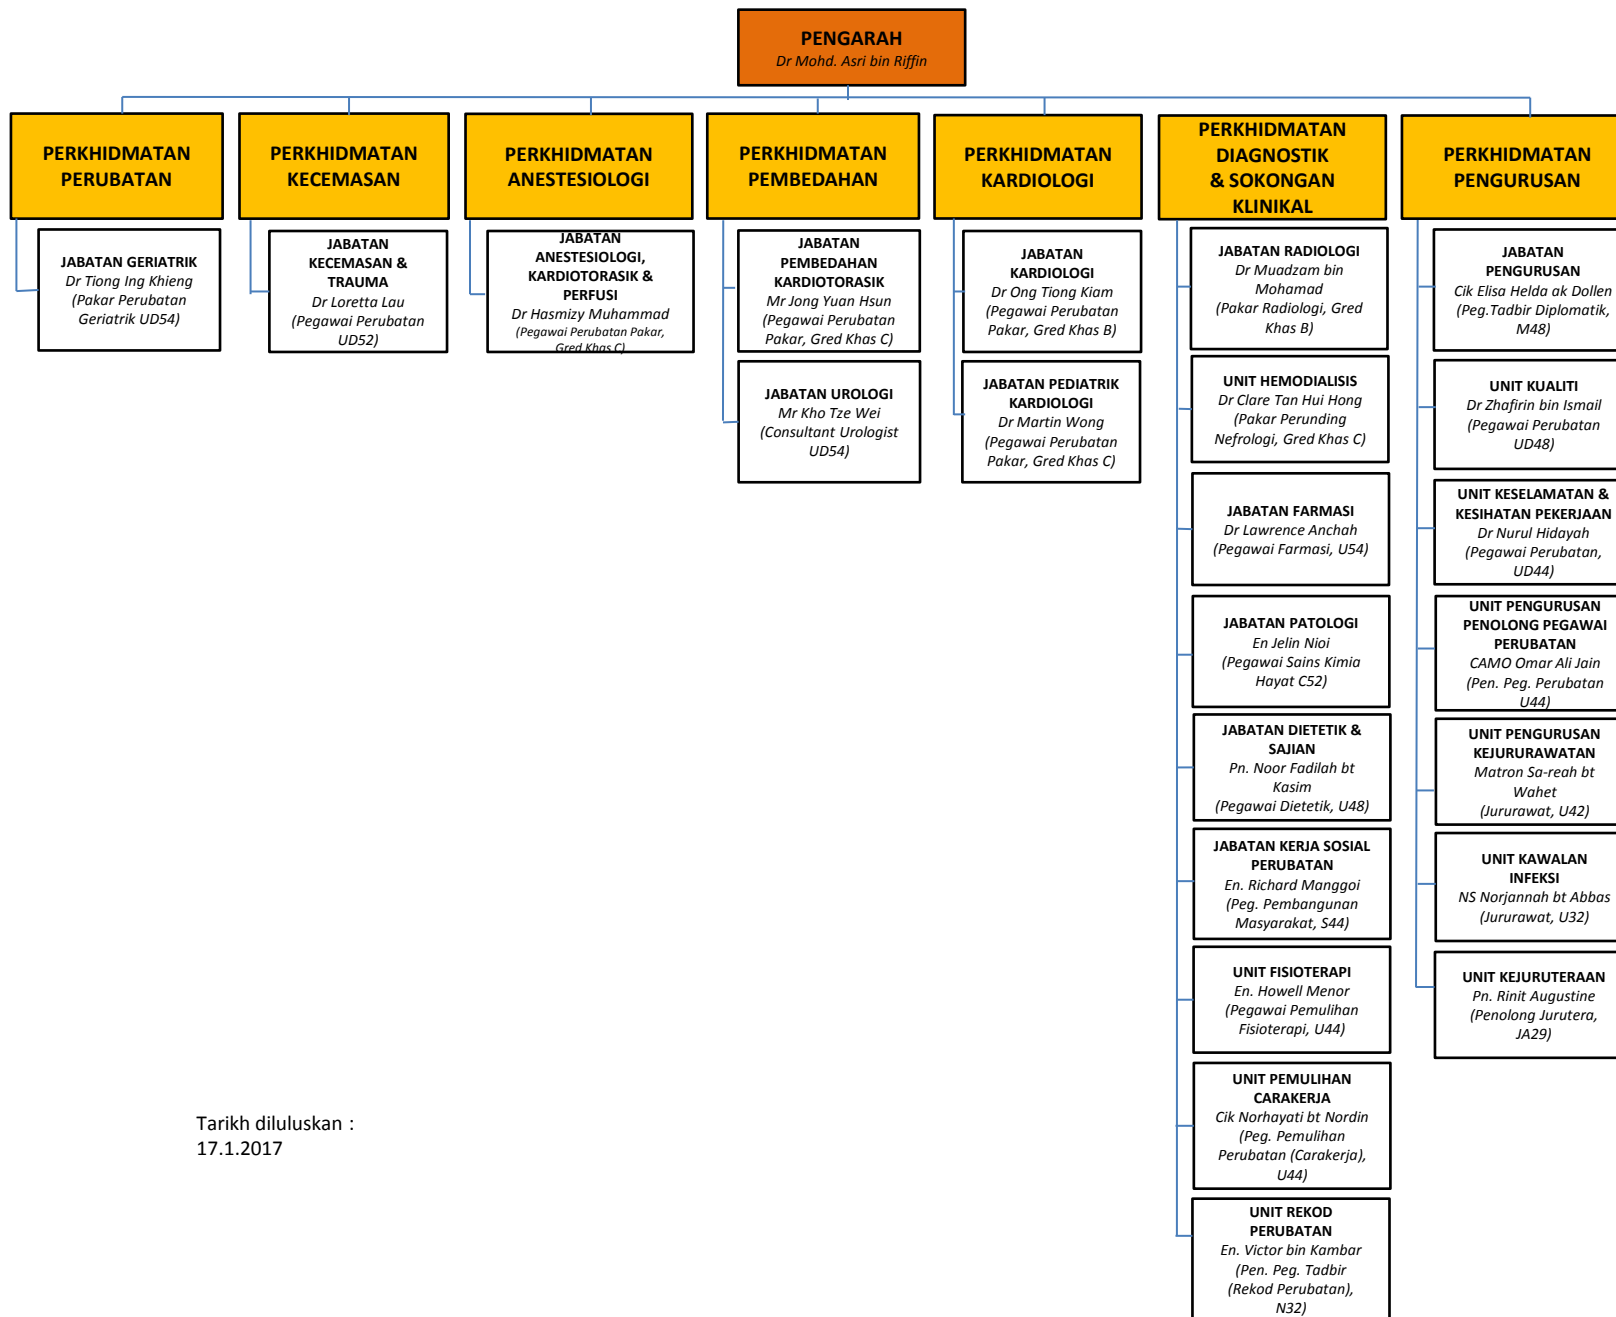 PENGARAH
Dr Mohd. Asri bin Riffin
PERKHIDMATAN
PERUBATAN
JABATAN GERIATRIK
Dr Tiong Ing Khieng
(Pakar Perubatan
Geriatrik UD54)
PERKHIDMATAN
KECEMASAN
JABATAN
KECEMASAN &
TRAUMA
Dr Loretta Lau
(Pegawai Perubatan
UD52)
PERKHIDMATAN
ANESTESIOLOGI
JABATAN
ANESTESIOLOGI,
KARDIOTORASIK &
PERFUSI
Dr Hasmizy Muhammad
(Pegawai Perubatan Pakar,
Gred Khas C)
PERKHIDMATAN
PEMBEDAHAN
JABATAN
PEMBEDAHAN
KARDIOTORASIK
Mr Jong Yuan Hsun
(Pegawai Perubatan
Pakar, Gred Khas C)
JABATAN UROLOGI
Mr Kho Tze Wei
(Consultant Urologist
UD54)
PERKHIDMATAN
KARDIOLOGI
JABATAN
KARDIOLOGI
Dr Ong Tiong Kiam
(Pegawai Perubatan
Pakar, Gred Khas B)
JABATAN PEDIATRIK
KARDIOLOGI
Dr Martin Wong
(Pegawai Perubatan
Pakar, Gred Khas C)
PERKHIDMATAN
DIAGNOSTIK
& SOKONGAN
KLINIKAL
JABATAN RADIOLOGI
Dr Muadzam bin
Mohamad
(Pakar Radiologi, Gred
Khas B)
UNIT HEMODIALISIS
Dr Clare Tan Hui Hong
(Pakar Perunding
Nefrologi, Gred Khas C)
JABATAN FARMASI
Dr Lawrence Anchah
(Pegawai Farmasi, U54)
JABATAN PATOLOGI
En Jelin Nioi
(Pegawai Sains Kimia
Hayat C52)
JABATAN DIETETIK &
SAJIAN
Pn. Noor Fadilah bt
Kasim
(Pegawai Dietetik, U48)
JABATAN KERJA SOSIAL
PERUBATAN
En. Richard Manggoi
(Peg. Pembangunan
Masyarakat, S44)
UNIT FISIOTERAPI
En. Howell Menor
(Pegawai Pemulihan
Fisioterapi, U44)
UNIT PEMULIHAN
CARAKERJA
Cik Norhayati bt Nordin
(Peg. Pemulihan
Perubatan (Carakerja),
U44)
UNIT REKOD
PERUBATAN
En. Victor bin Kambar
(Pen. Peg. Tadbir
(Rekod Perubatan),
N32)
PERKHIDMATAN
PENGURUSAN
JABATAN
PENGURUSAN
Cik Elisa Helda ak Dollen
(Peg.Tadbir Diplomatik,
M48)
UNIT KUALITI
Dr Zhafirin bin Ismail
(Pegawai Perubatan
UD48)
UNIT KESELAMATAN &
KESIHATAN PEKERJAAN
Dr Nurul Hidayah
(Pegawai Perubatan,
UD44)
UNIT PENGURUSAN
PENOLONG PEGAWAI
PERUBATAN
CAMO Omar Ali Jain
(Pen. Peg. Perubatan
U44)
UNIT PENGURUSAN
KEJURURAWATAN
Matron Sa-reah bt
Wahet
(Jururawat, U42)
UNIT KAWALAN
INFEKSI
NS Norjannah bt Abbas
(Jururawat, U32)
UNIT KEJURUTERAAN
Pn. Rinit Augustine
(Penolong Jurutera,
JA29)
Tarikh diluluskan :
17.1.2017